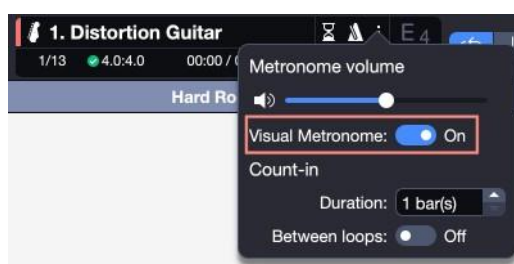 1. Distortion Guitar
E4
1/13 4.0:4.0 00:00 /
Hard Ro
Metronome volume
Visual Metronome: On
Count-in
Duration: 1 bar(s)
Between loops: Off